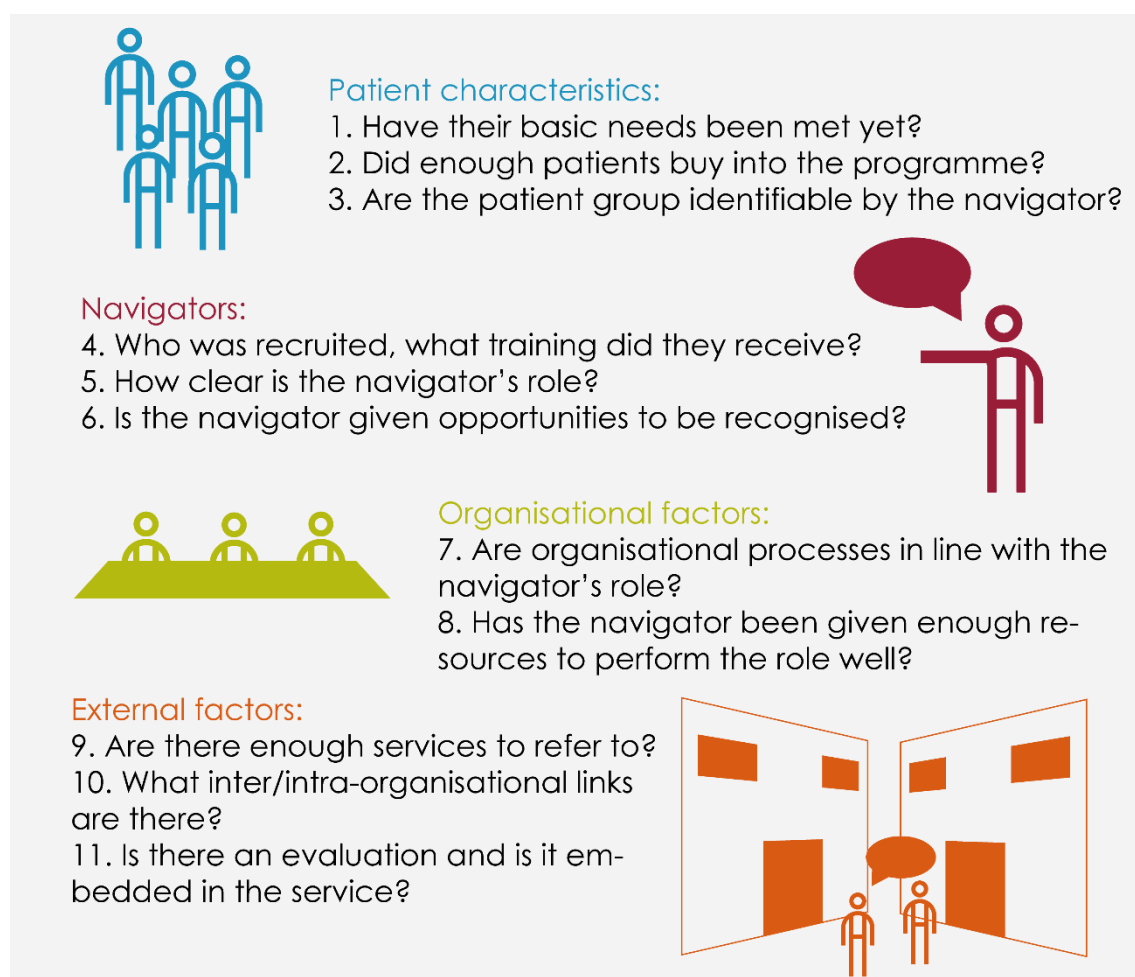 Patient characteristics:
1. Have their basic needs been met yet?
2. Did enough patients buy into the programme?
3. Are the patient group identifiable by the navigator?
Navigators:
4. Who was recruited, what training did they receive?
5. How clear is the navigator’s role?
6. Is the navigator given opportunities to be recognised?
Organisational factors:
7. Are organisational processes in line with the
navigator’s role?
8. Has the navigator been given enough re-
sources to perform the role well?
External factors:
9. Are there enough services to refer to?
10. What inter/intra-organisational links
are there?
11. Is there an evaluation and is it em-
bedded in the service?